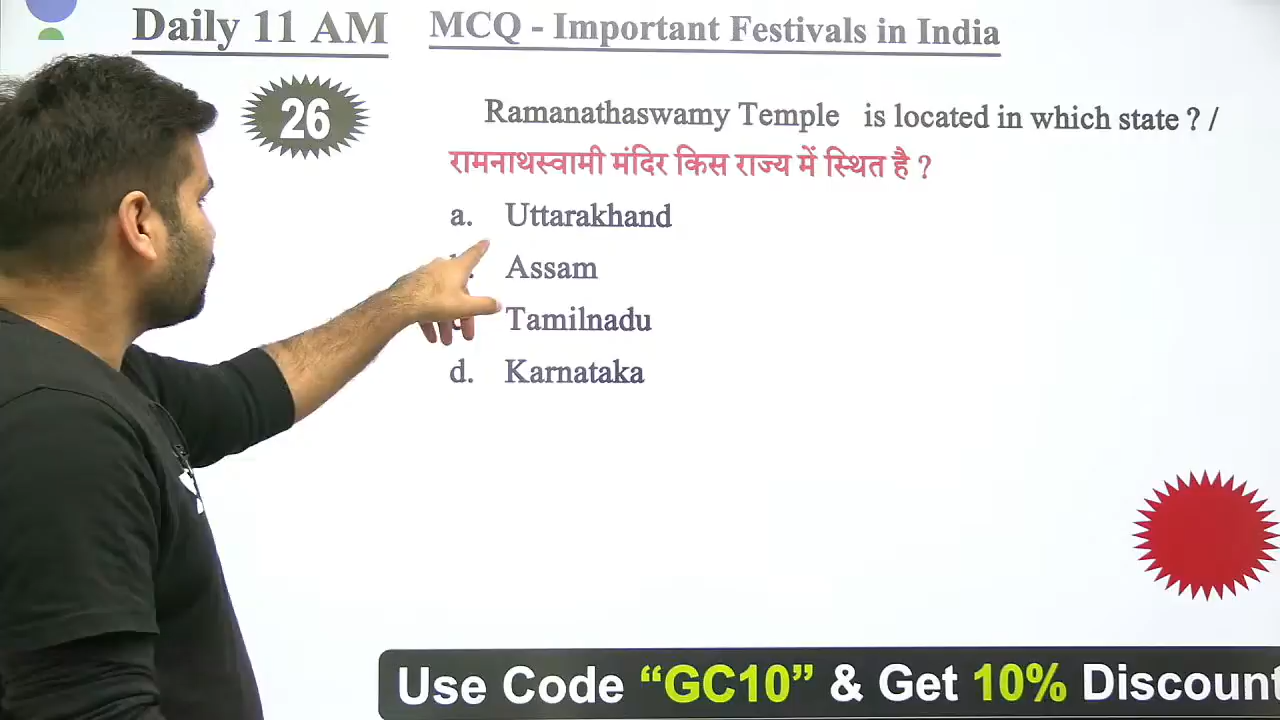 Daily 11 AM MCQ - Important Festivals in India
26 Ramanathaswamy Temple is located in which state ? /
रामनाथस्वामी मंदिर किस राज्य में स्थित है ?
a. Uttarakhand
Assam
Tamilnadu
d. Karnataka
Use Code “GC10” & Get 10% Discount